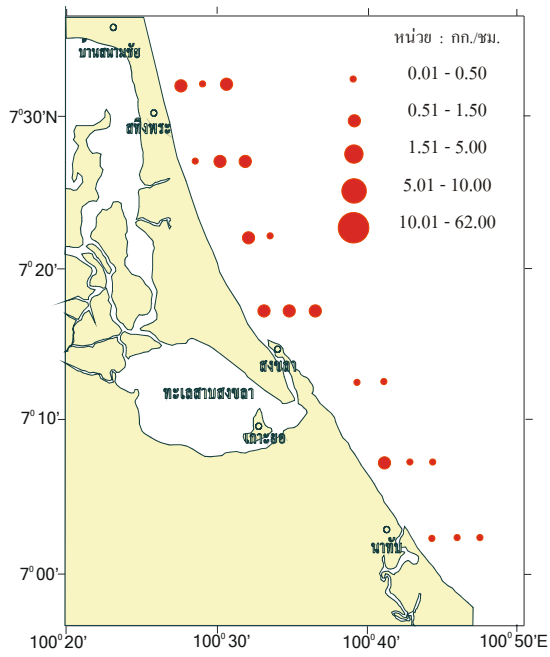 บ้านสนามชัย
หน่วย : กก./ชม.
0.01 - 0.50
0.51 - 1.50
1.51 - 5.00
5.01 - 10.00
10.01 - 62.00
7°30'N
สทิงพระ
7°20'
สงขลา
ทะเลสาบสงขลา
7°10'
เกาะยอ
นาทับ
7°00'
100°20'
100°30'
100°40'
100°50'E